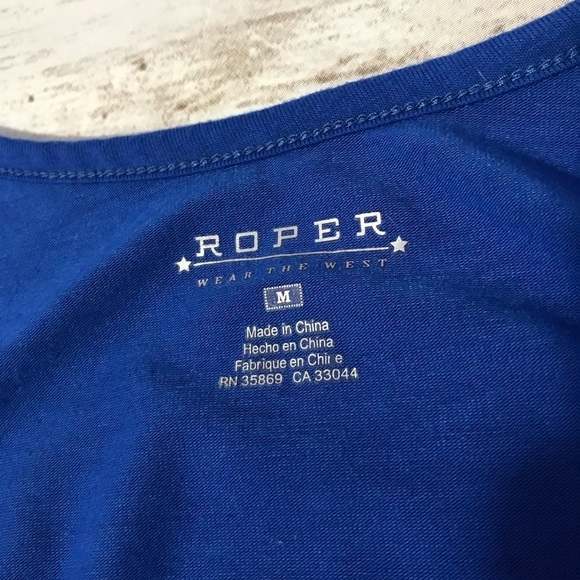 ROPER
WEAR THE WEST
M
Made in China
Hecho en China
Fabrique en Chine
RN 35869 CA 33044